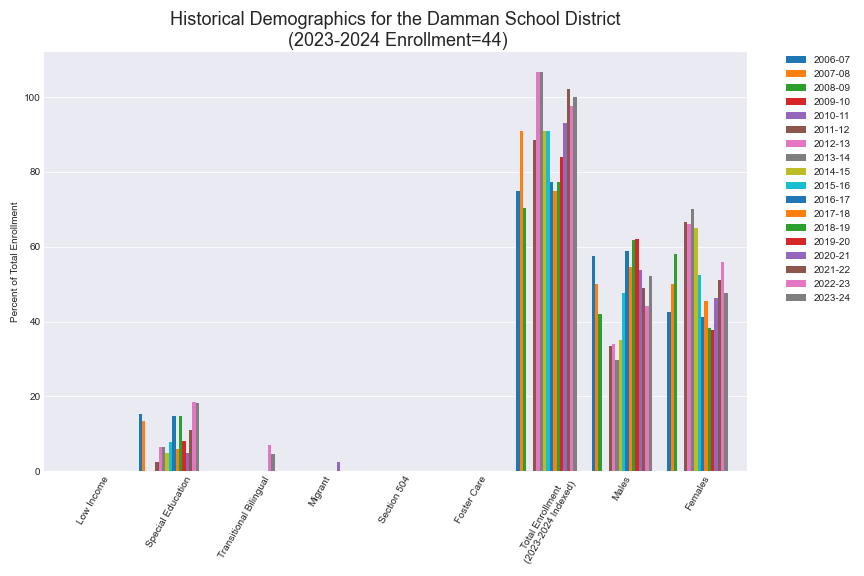 Historical Demographics for the Damman School District
(2023-2024 Enrollment=44)
Percent of Total Enrollment
100
80
60
40
20
0
Low Income
Special Education
Transitional Bilingual
Migrant
Section 504
Foster Care
Total Enrollment
(2023-2024 Indexed)
Males
Females
2006-07
2007-08
2008-09
2009-10
2010-11
2011-12
2012-13
2013-14
2014-15
2015-16
2016-17
2017-18
2018-19
2019-20
2020-21
2021-22
2022-23
2023-24